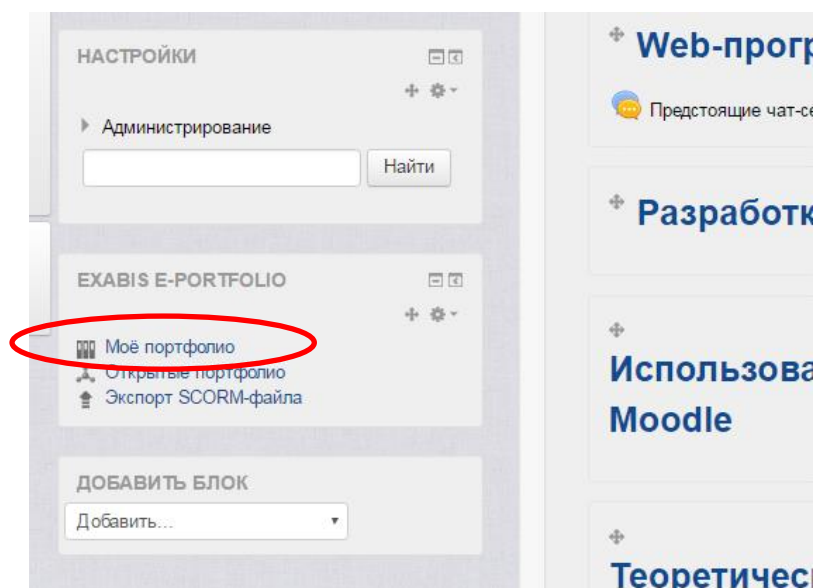 НАСТРОЙКИ
Администрирование
Найти
EXABIS E-PORTFOLIO
Моё портфолио
Открытые портфолио
Экспорт SCORM-файла
ДОБАВИТЬ БЛОК
Добавить...
Web-прогр
Предстоящие чат-се
Разработк
Использова
Moodle
Теоретичес